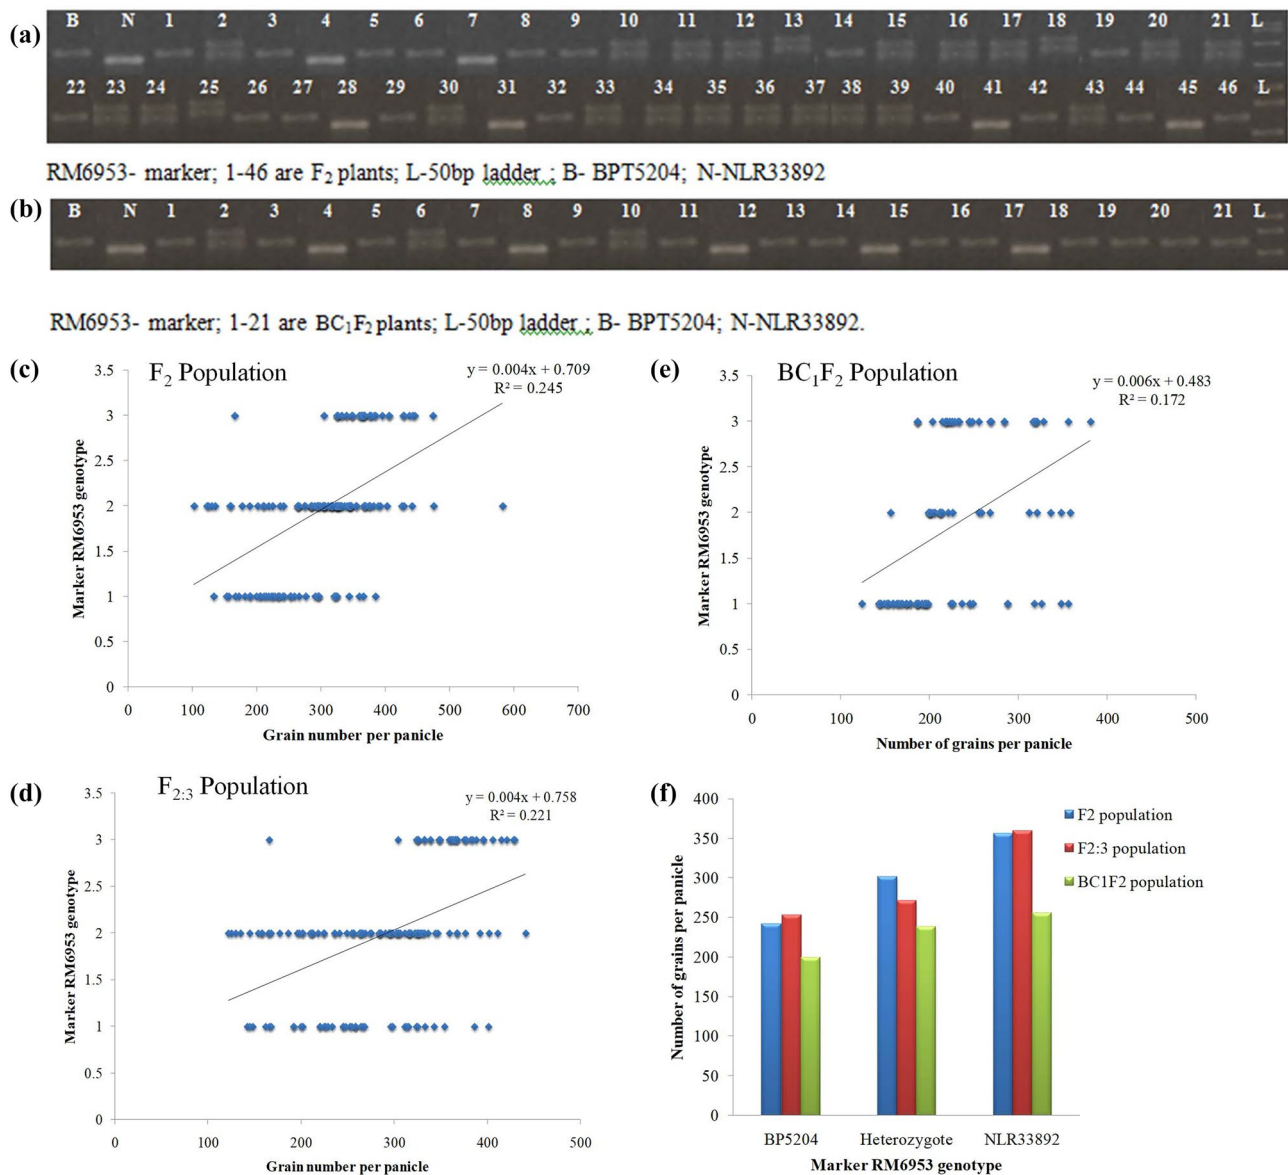 (a)
B N 1 2 3 4 5 6 7 8 9 10 11 12 13 14 15 16 17 18 19 20 21 L
22 23 24 25 26 27 28 29 30 31 32 33 34 35 36 37 38 39 40 41 42 43 44 45 46 L
RM6953- marker; 1-46 are F2 plants; L-50bp ladder ; B- BPT5204; N-NLR33892
(b)
B N 1 2 3 4 5 6 7 8 9 10 11 12 13 14 15 16 17 18 19 20 21 L
RM6953- marker; 1-21 are BC1F2 plants; L-50bp ladder ; B- BPT5204; N-NLR33892.
(c)
F2 Population
y = 0.004x + 0.709
R² = 0.245
Marker RM6953 genotype
3.5
3
2.5
2
1.5
1
0.5
0
0 100 200 300 400 500 600 700
Grain number per panicle
(e)
BC1F2 Population
y = 0.006x + 0.483
R² = 0.172
Marker RM6953 genotype
3.5
3
2.5
2
1.5
1
0.5
0
0 100 200 300 400 500
Number of grains per panicle
(d)
F2:3 Population
y = 0.004x + 0.758
R² = 0.221
Marker RM6953 genotype
3.5
3
2.5
2
1.5
1
0.5
0
0 100 200 300 400 500
Grain number per panicle
(f)
Number of grains per panicle
400
350
300
250
200
150
100
50
0
F2 population
F2:3 population
BC1F2 population
BP5204 Heterozygote NLR33892
Marker RM6953 genotype